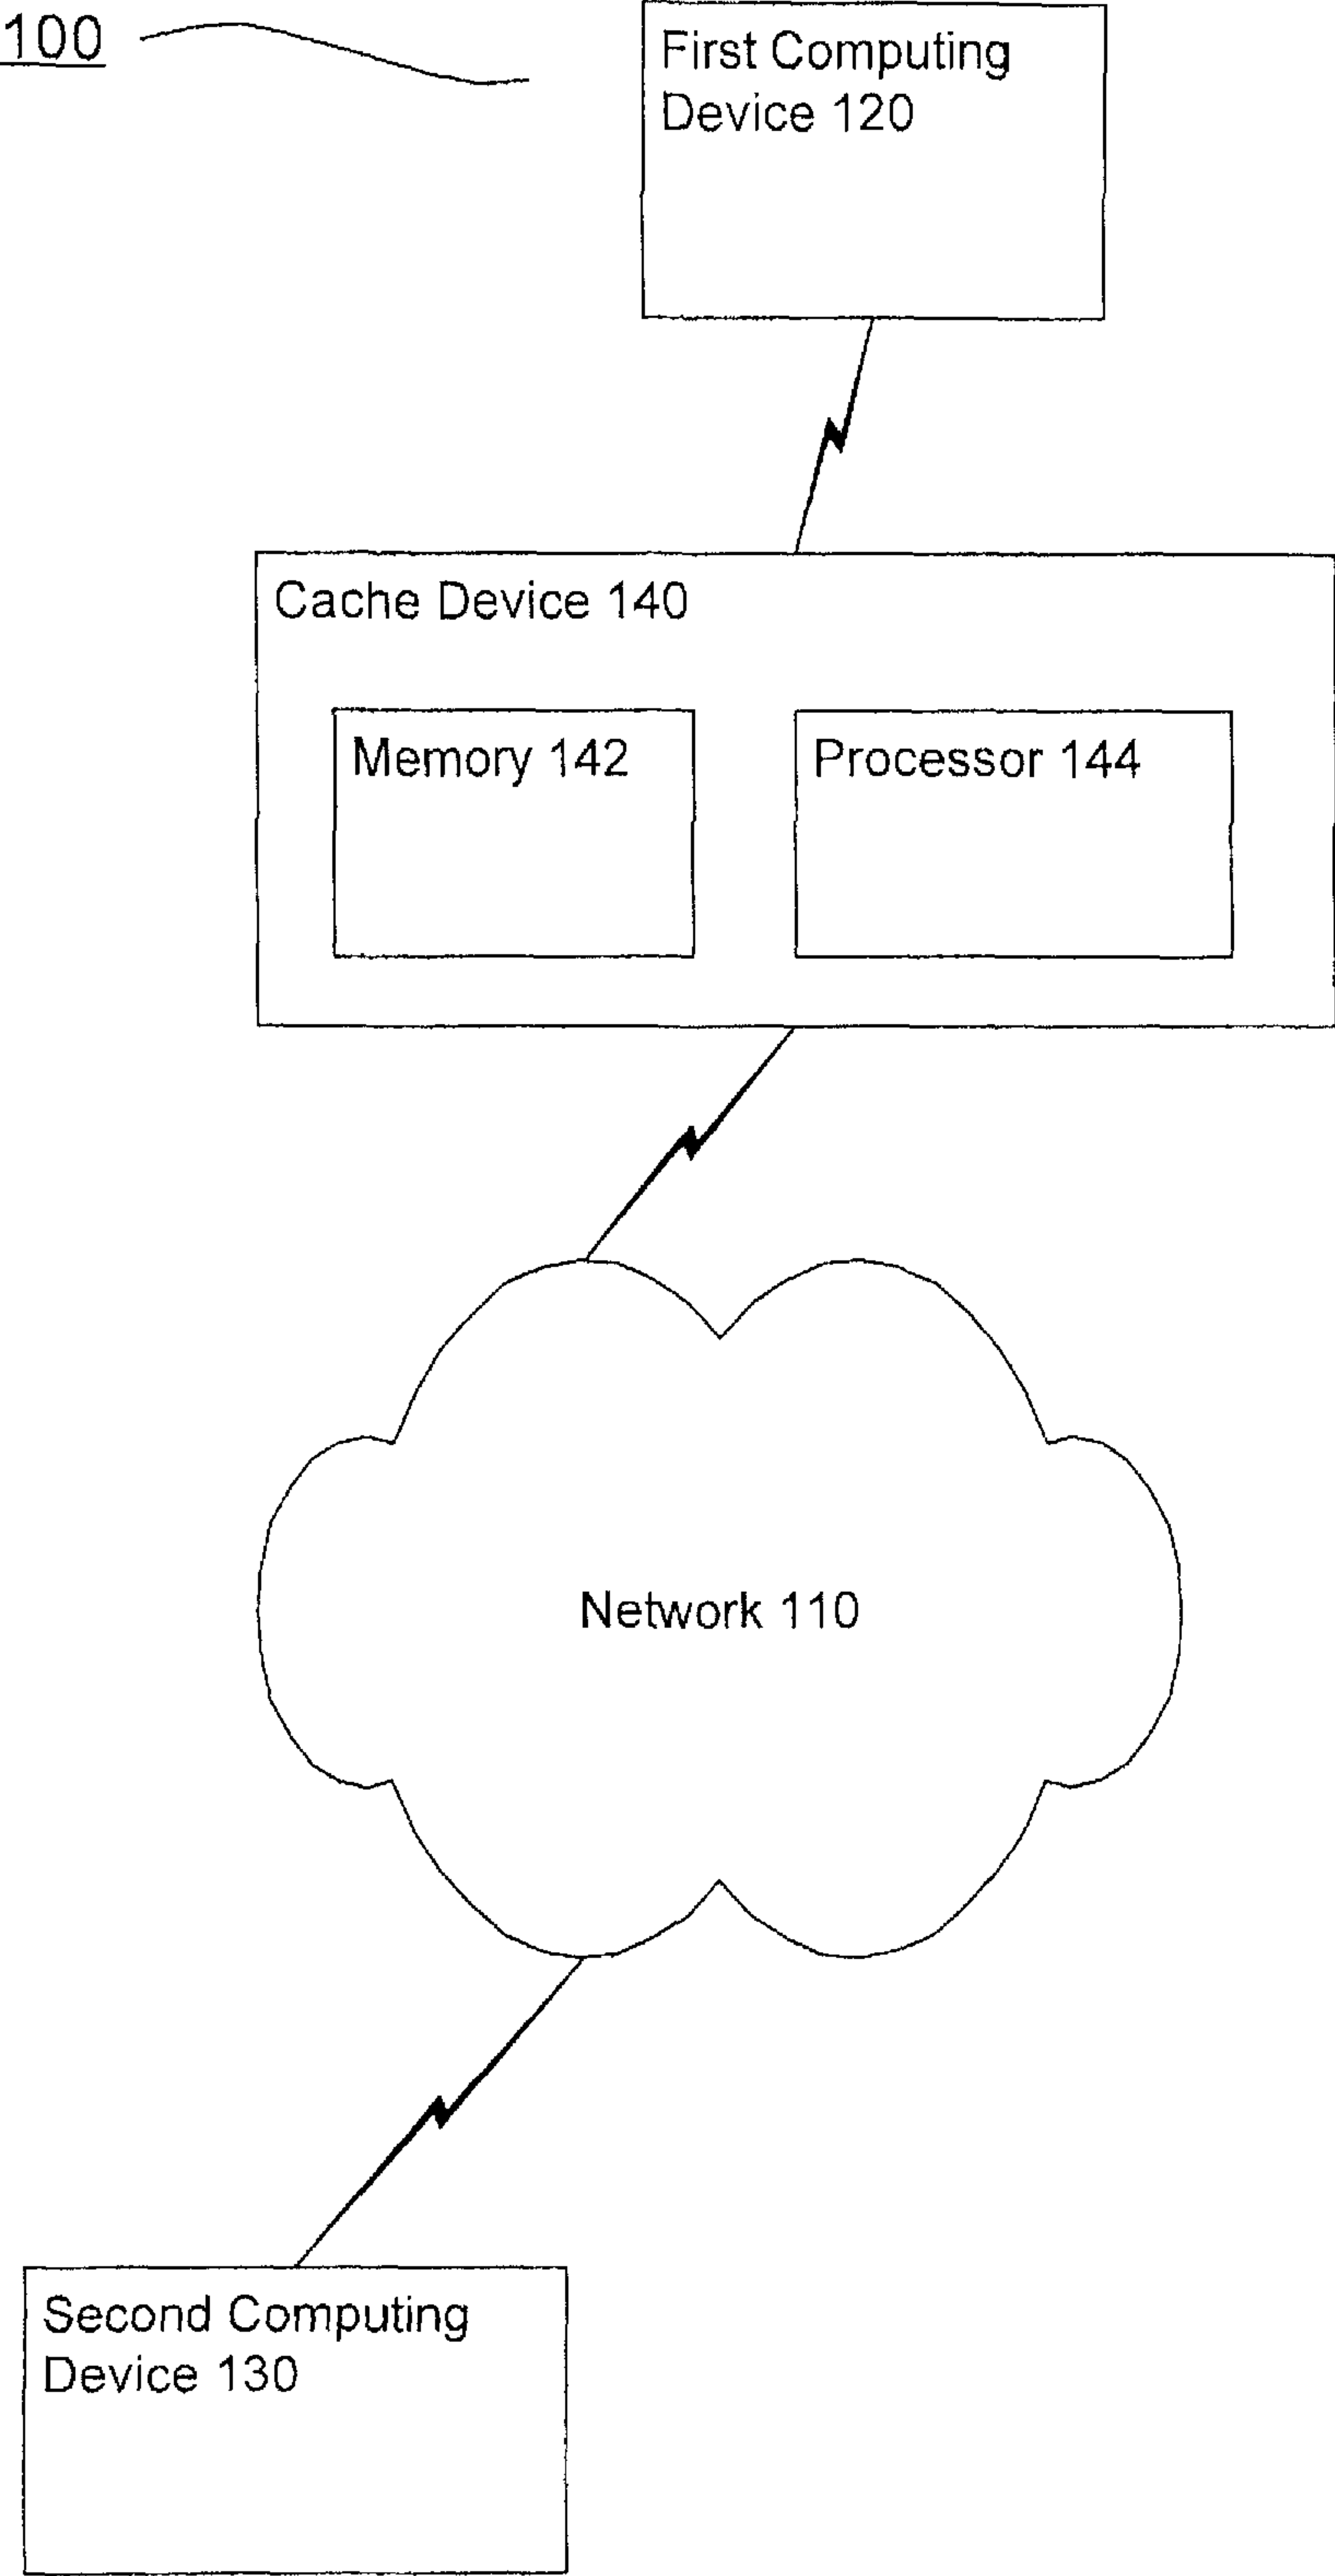 100
First Computing
Device 120
Cache Device 140
Memory 142
Processor 144
Network 110
Second Computing
Device 130